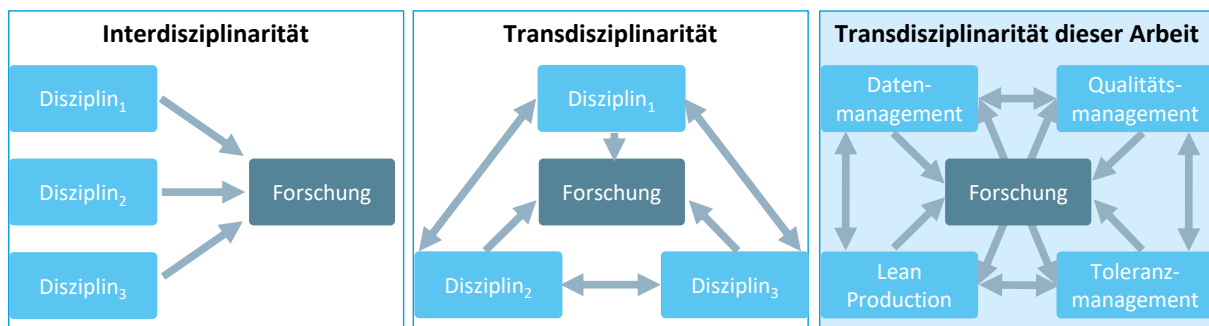 Interdisziplinarität
Disziplin₁
Disziplin₂
Disziplin₃
Forschung
Transdisziplinarität
Disziplin₁
Forschung
Disziplin₂
Disziplin₃
Transdisziplinarität dieser Arbeit
Daten-
management
Qualitäts-
management
Forschung
Lean
Production
Toleranz-
management